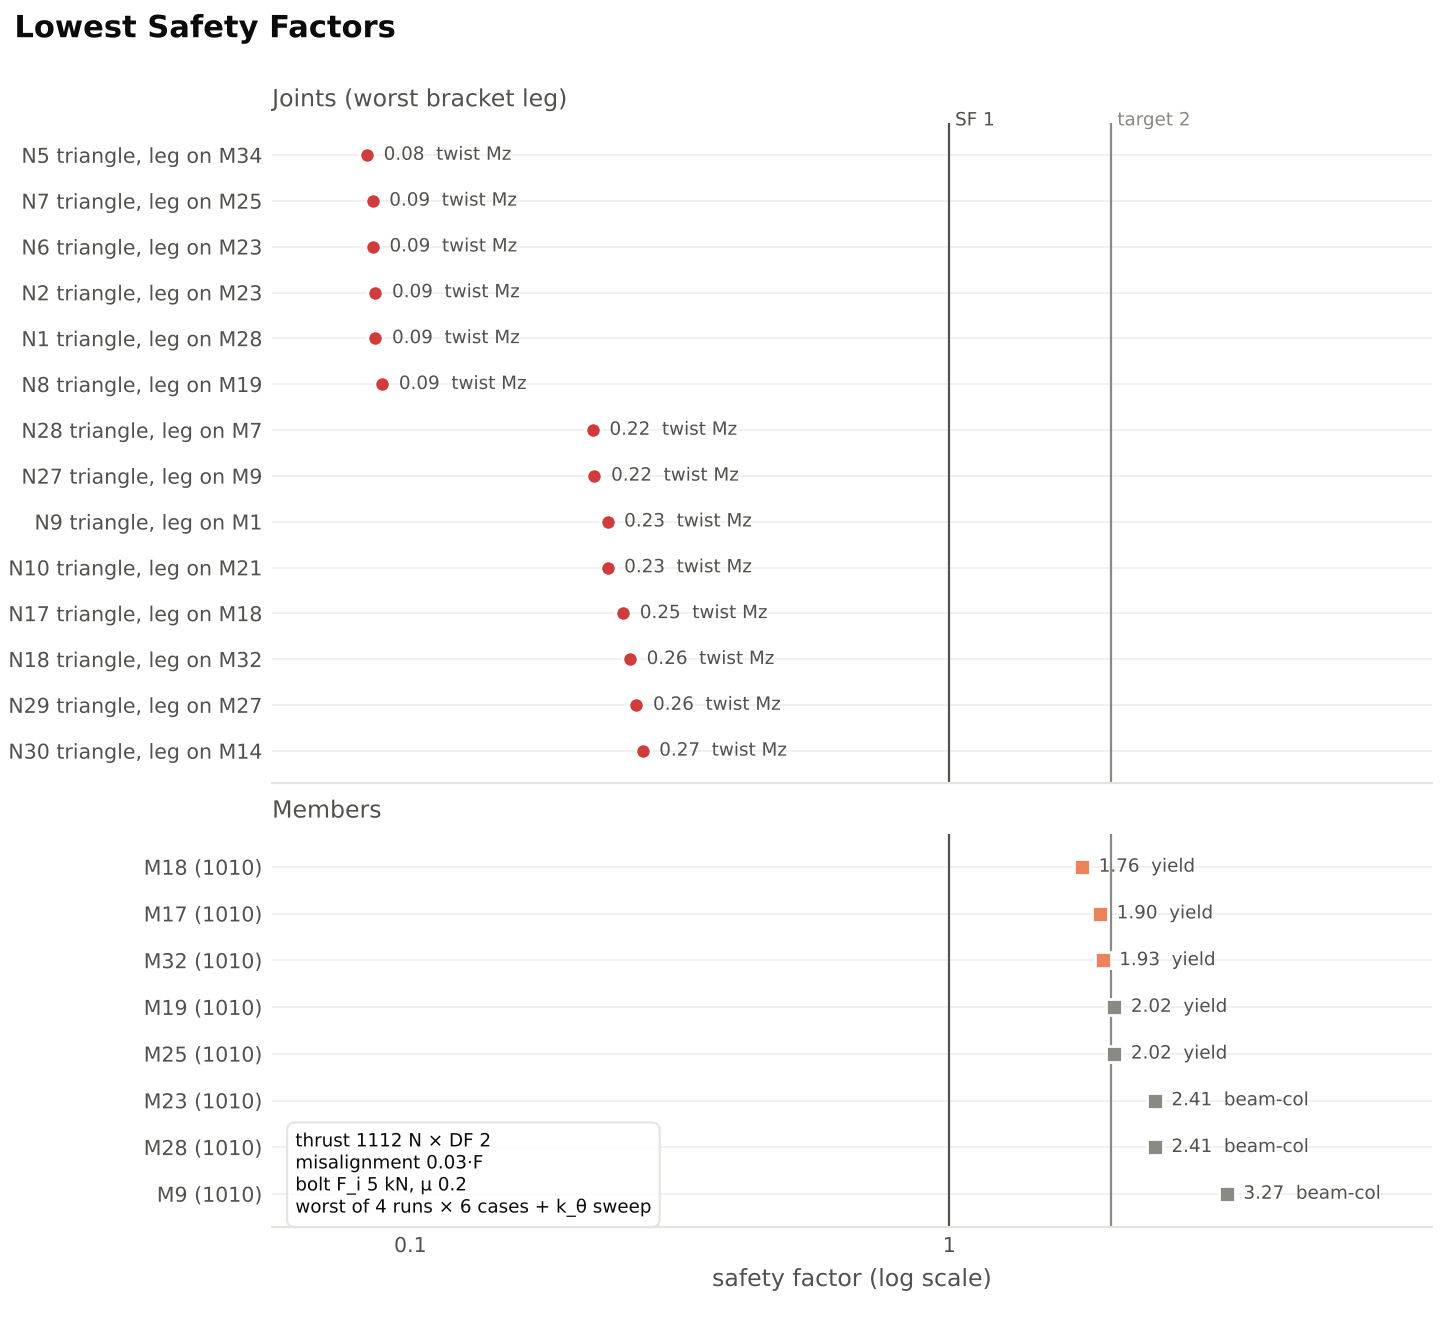 Lowest Safety Factors
Joints (worst bracket leg)
SF 1
target 2
N5 triangle, leg on M34
0.08 twist Mz
N7 triangle, leg on M25
0.09 twist Mz
N6 triangle, leg on M23
0.09 twist Mz
N2 triangle, leg on M23
0.09 twist Mz
N1 triangle, leg on M28
0.09 twist Mz
N8 triangle, leg on M19
0.09 twist Mz
N28 triangle, leg on M7
0.22 twist Mz
N27 triangle, leg on M9
0.22 twist Mz
N9 triangle, leg on M1
0.23 twist Mz
N10 triangle, leg on M21
0.23 twist Mz
N17 triangle, leg on M18
0.25 twist Mz
N18 triangle, leg on M32
0.26 twist Mz
N29 triangle, leg on M27
0.26 twist Mz
N30 triangle, leg on M14
0.27 twist Mz
Members
M18 (1010)
1.76 yield
M17 (1010)
1.90 yield
M32 (1010)
1.93 yield
M19 (1010)
2.02 yield
M25 (1010)
2.02 yield
M23 (1010)
2.41 beam-col
M28 (1010)
2.41 beam-col
M9 (1010)
3.27 beam-col
thrust 1112 N × DF 2
misalignment 0.03·F
bolt F_i 5 kN, μ 0.2
worst of 4 runs × 6 cases + k_θ sweep
0.1
1
safety factor (log scale)